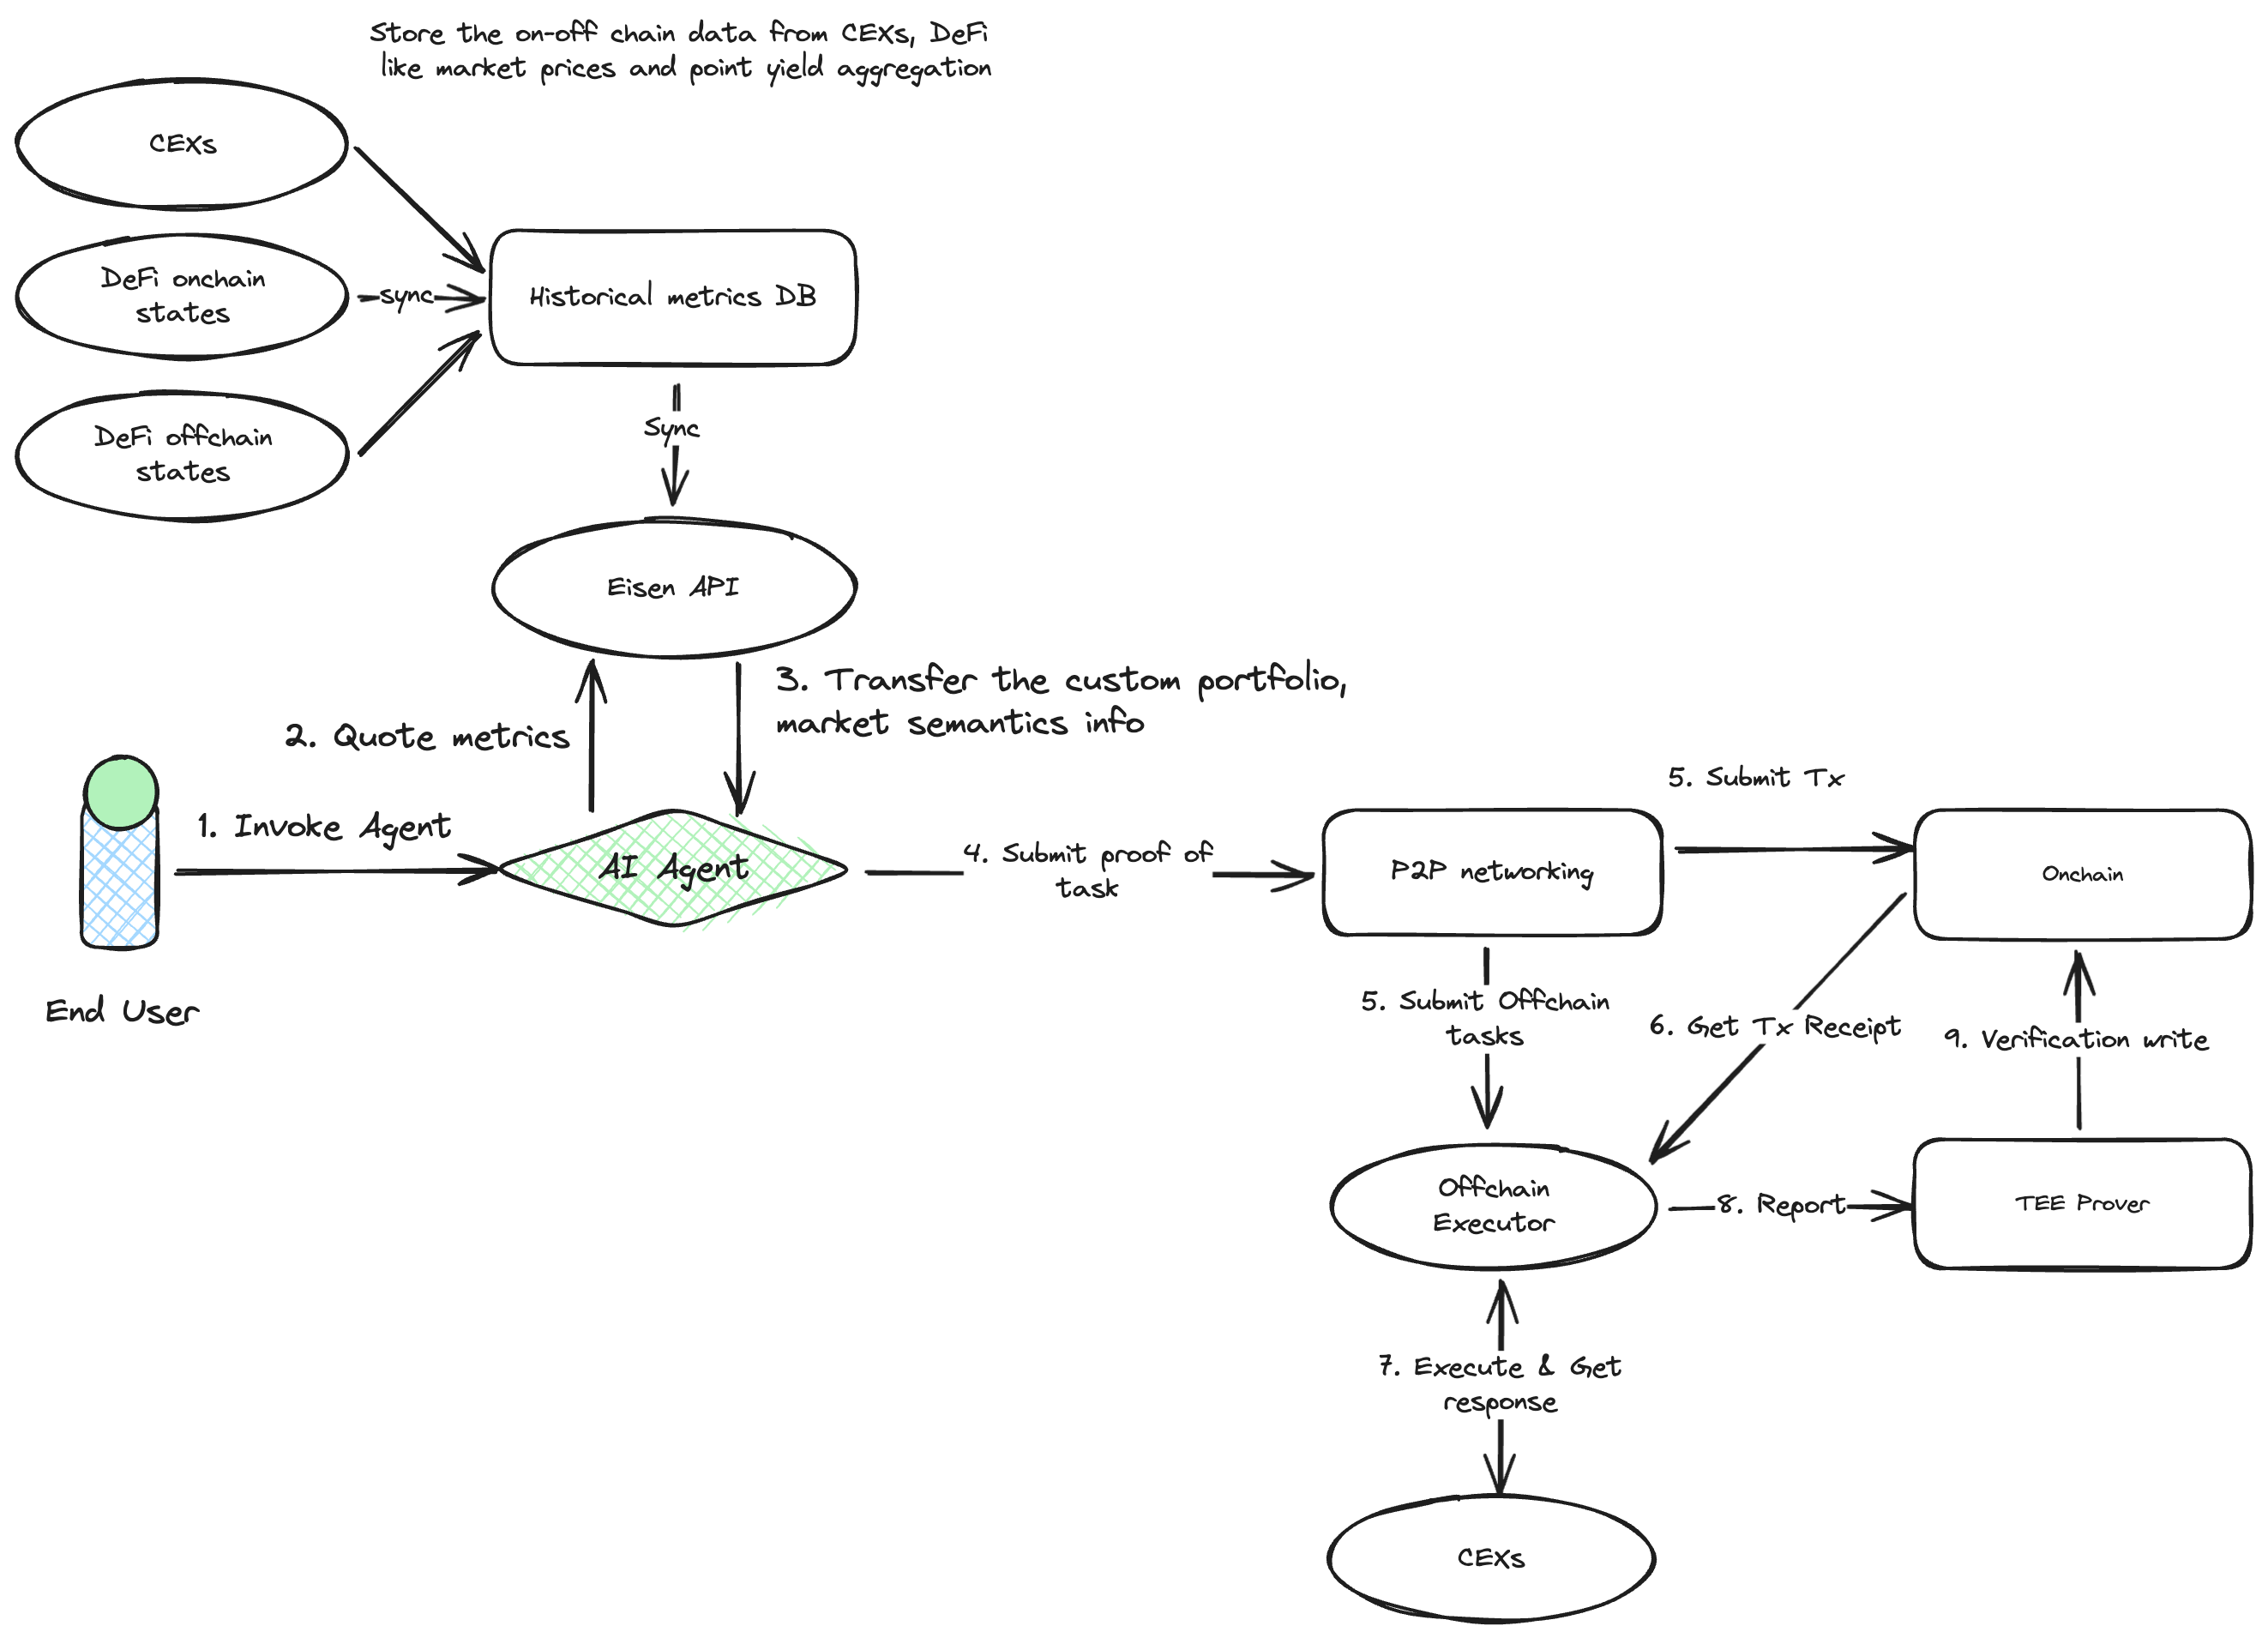 Store the on-off chain data from CEXs, DeFi
like market prices and point yield aggregation
CEXs
DeFi onchain
states
sync
Historical metrics DB
DeFi offchain
states
Sync
Eisen API
2. Quote metrics
3. Transfer the custom portfolio,
market semantics info
1. Invoke Agent
AI Agent
End User
4. Submit proof of
task
P2P networking
5. Submit Tx
Onchain
5. Submit Offchain
tasks
6. Get Tx Receipt
9. Verification write
Offchain
Executor
8. Report
TEE Prover
7. Execute & Get
response
CEXs